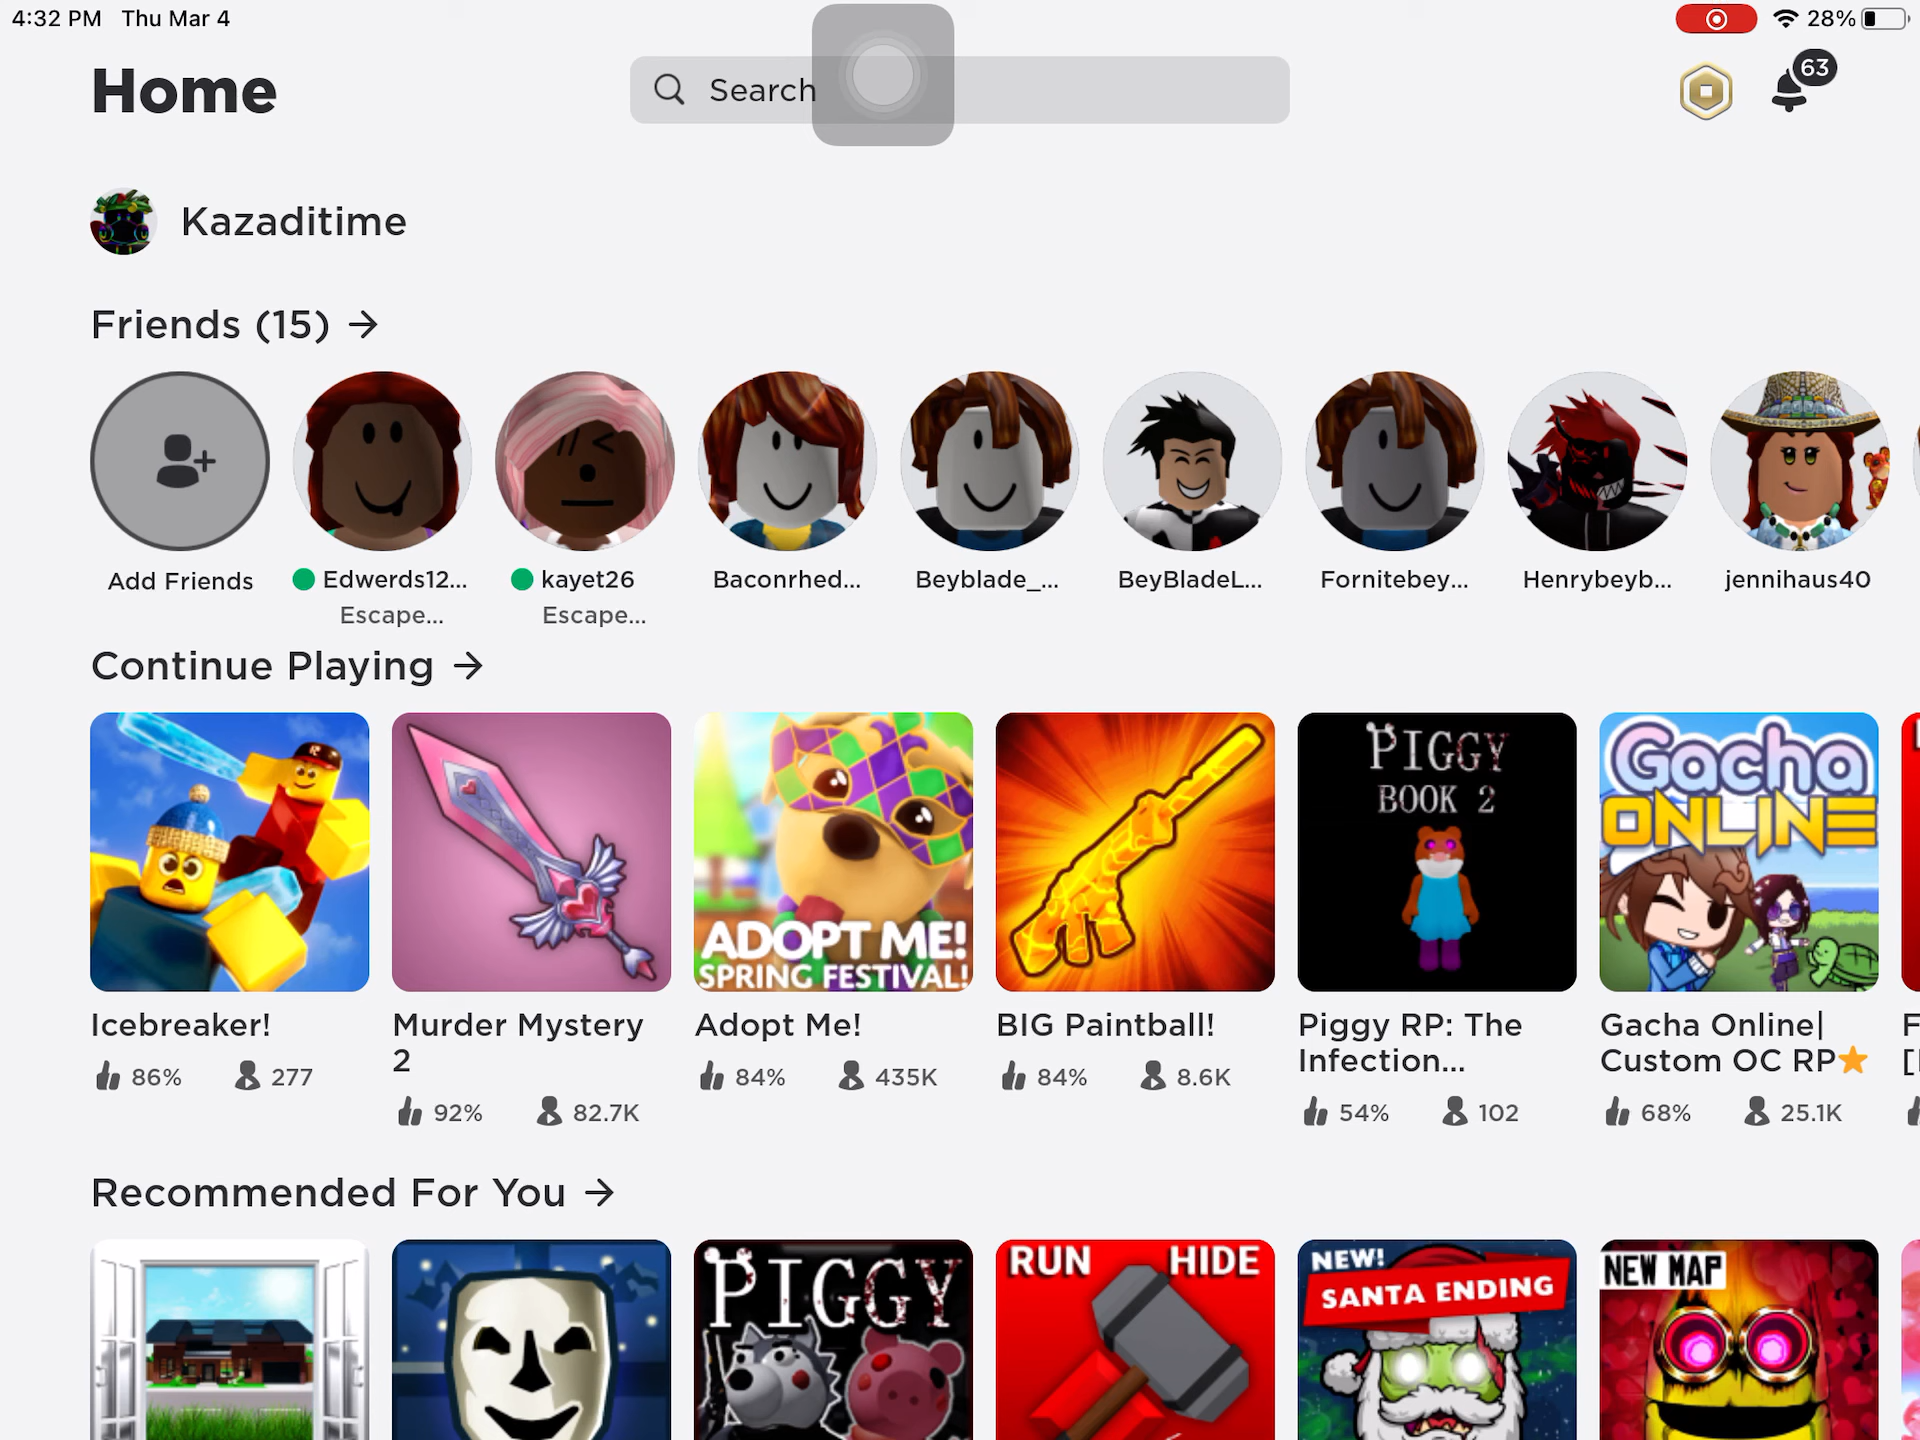 4:32 PM Thu Mar 4
28%
Home
Search
63
Kazaditime
Friends (15)
Add Friends
Edwerds12...
Escape...
kayet26
Escape...
Baconrhed...
Beyblade_...
BeyBladeL...
Fornitebey...
Henrybeyb...
jennihaus40
Continue Playing
ADOPT ME!
SPRING FESTIVAL!
PIGGY
BOOK 2
Gacha
ONLINE
Icebreaker!
86% 277
Murder Mystery
2
92% 82.7K
Adopt Me!
84% 435K
BIG Paintball!
84% 8.6K
Piggy RP: The
Infection...
54% 102
Gacha Online|
Custom OC RP⭐
68% 25.1K
Recommended For You
PIGGY
RUN HIDE
NEW!
SANTA ENDING
NEW MAP